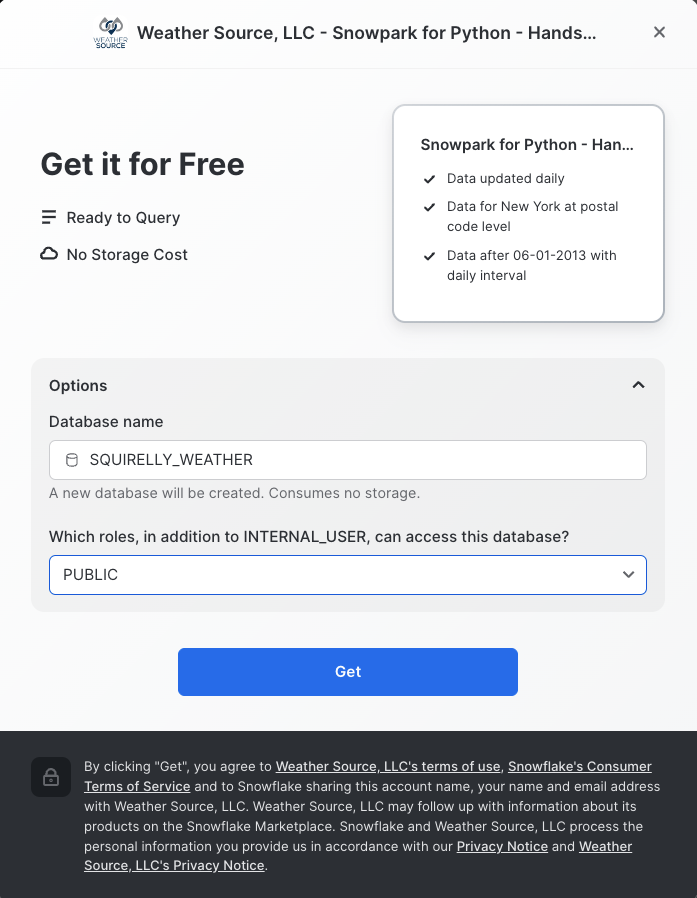 WEATHER
SOURCE
Weather Source, LLC - Snowpark for Python - Hands...
Get it for Free
Ready to Query
No Storage Cost
Snowpark for Python - Han...
Data updated daily
Data for New York at postal
code level
Data after 06-01-2013 with
daily interval
Options
Database name
SQUIRELLY_WEATHER
A new database will be created. Consumes no storage.
Which roles, in addition to INTERNAL_USER, can access this database?
PUBLIC
Get
By clicking "Get", you agree to Weather Source, LLC's terms of use, Snowflake's Consumer
Terms of Service and to Snowflake sharing this account name, your name and email address
with Weather Source, LLC. Weather Source, LLC may follow up with information about its
products on the Snowflake Marketplace. Snowflake and Weather Source, LLC process the
personal information you provide us in accordance with our Privacy Notice and Weather
Source, LLC's Privacy Notice.